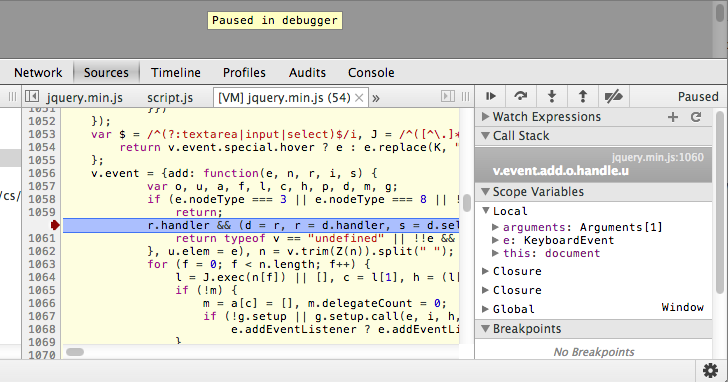 Paused in debugger
Network Sources Timeline Profiles Audits Console
jquery.min.js script.js [VM] jquery.min.js (54) × »
Paused
1051 }})
1052 });
1053 var $ = /^(?:textarea|input|select)$/i, J = /^([^\.]*
1054 return v.event.special.hover ? e : e.replace(K, "
1055 };
1056 v.event = {add: function(e, n, r, i, s) {
1057 var o, u, a, f, l, c, h, p, d, m, g;
1058 if (e.nodeType === 3 || e.nodeType === 8 || !
1059 return;
r.handler && (d = r, r = d.handler, s = d.sel
1061 return typeof v == "undefined" || !!e &&
1062 }, u.elem = e), n = v.trim(Z(n)).split(" ");
1063 for (f = 0; f < n.length; f++) {
1064 l = J.exec(n[f]) || [], c = l[1], h = (l[
1065 if (!m) {
1066 m = a[c] = [], m.delegateCount = 0;
1067 if (!g.setup || g.setup.call(e, i, h,
1068 e.addEventListener ? e.addEventLi
1069 }
1070
/cs/
Watch Expressions
Call Stack
jquery.min.js:1060
v.event.add.o.handle.u
Scope Variables
Local
arguments: Arguments[1]
e: KeyboardEvent
this: document
Closure
Closure
Global Window
Breakpoints
No Breakpoints